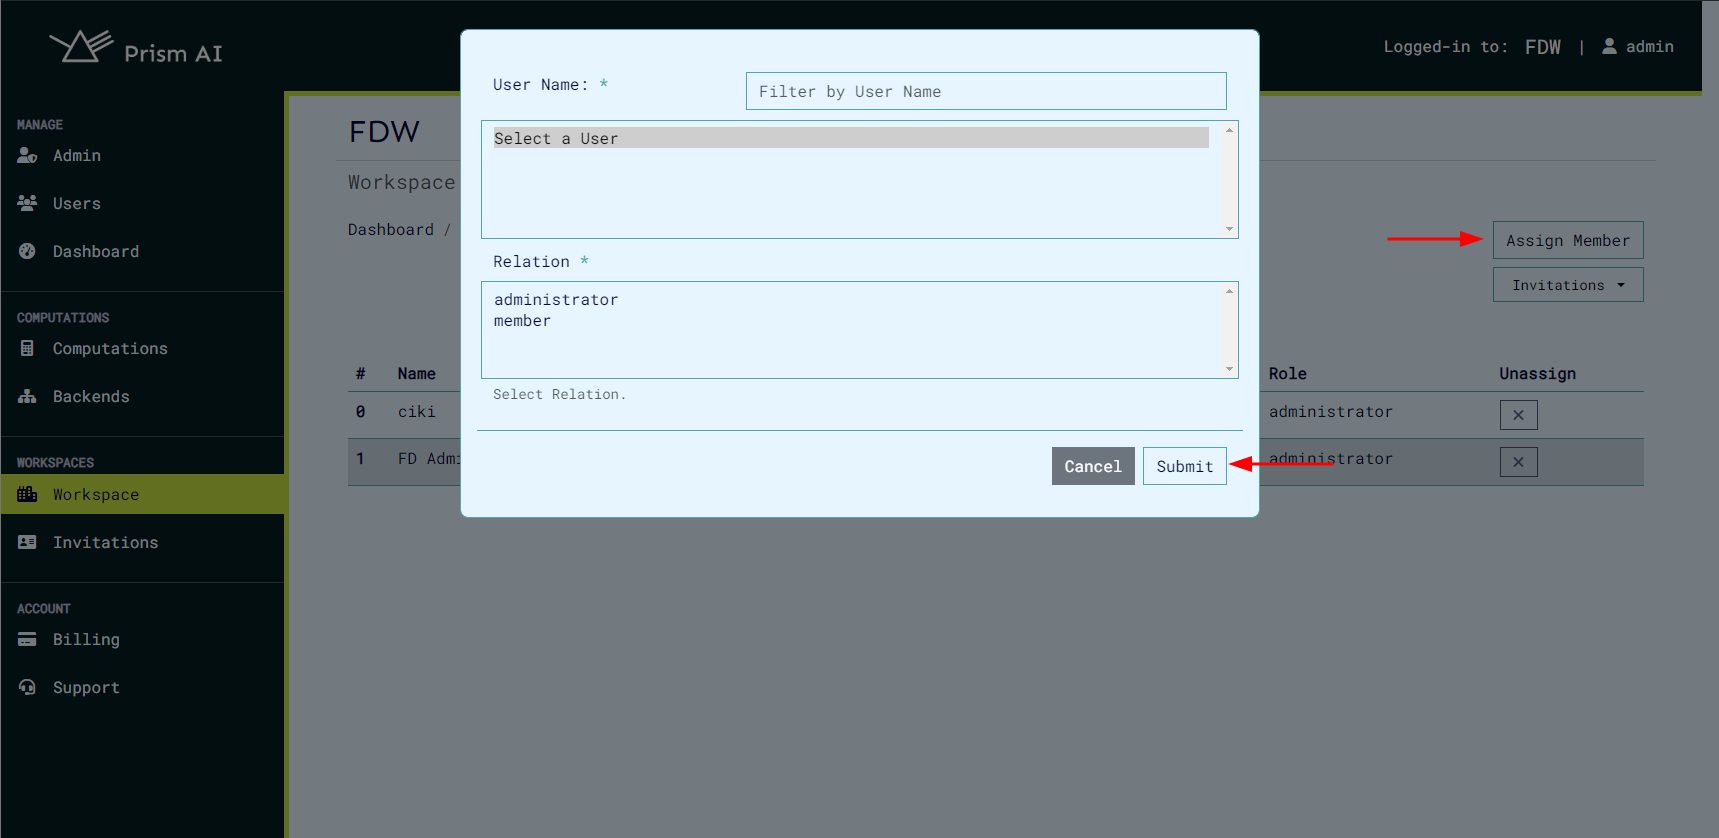 Prism AI
Logged-in to: FDW | admin
MANAGE
Admin
Users
Dashboard
COMPUTATIONS
Computations
Backends
WORKSPACES
Workspace
Invitations
ACCOUNT
Billing
Support
FDW
Workspace
Dashboard /
Assign Member
Invitations
# Name Role Unassign
0 ciki administrator
1 FD Admi administrator
User Name: *
Filter by User Name
Select a User
Relation *
administrator
member
Select Relation.
Cancel Submit